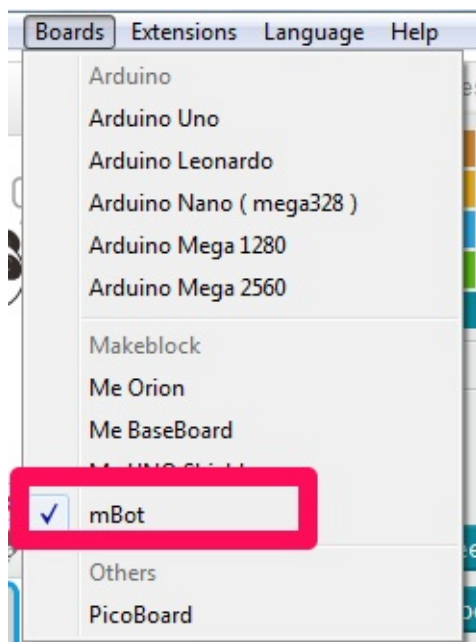 Boards Extensions Language Help
Arduino
Arduino Uno
Arduino Leonardo
Arduino Nano ( mega328 )
Arduino Mega 1280
Arduino Mega 2560
Makeblock
Me Orion
Me BaseBoard
mBot
Others
PicoBoard